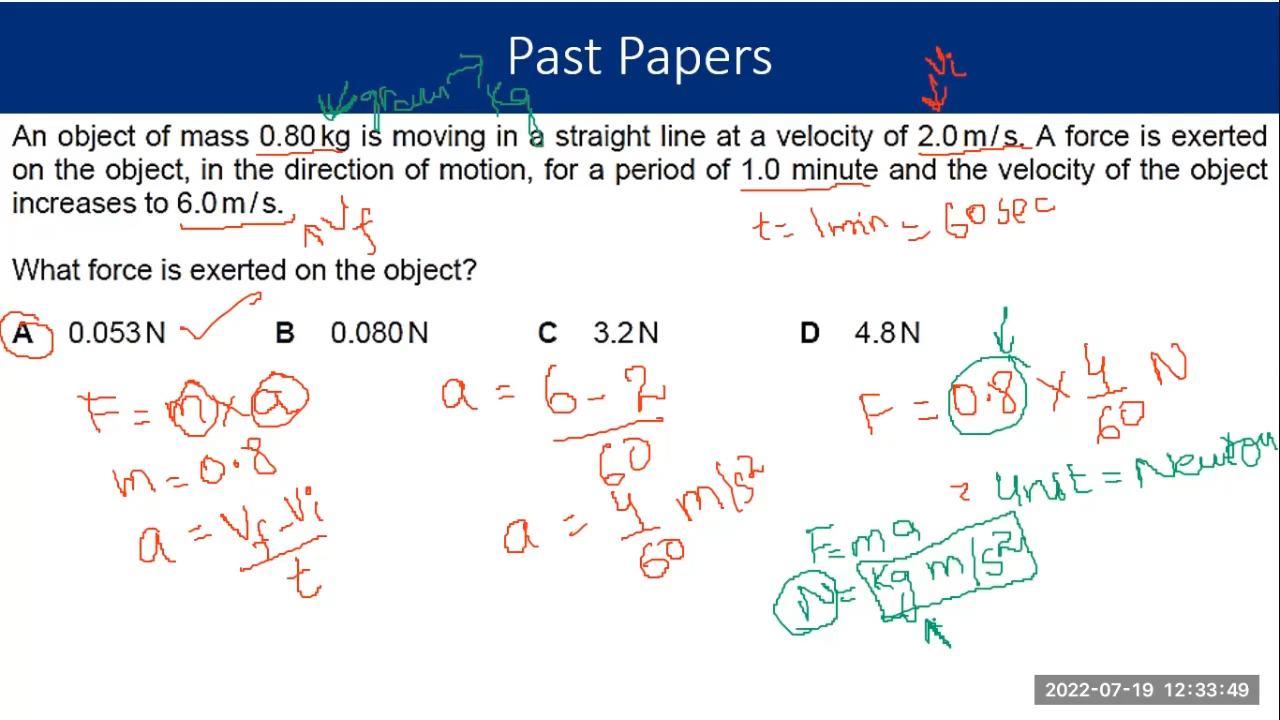 Past Papers
Vi
gram → kg
An object of mass 0.80 kg is moving in a straight line at a velocity of 2.0 m/s. A force is exerted
on the object, in the direction of motion, for a period of 1.0 minute and the velocity of the object
increases to 6.0 m/s.
Vf
t = 1min = 60 sec
What force is exerted on the object?
A 0.053 N B 0.080 N C 3.2 N D 4.8 N
F = m × a
m = 0.8
a = Vf - Vi / t
a = 6 - 2 / 60
a = 4/60 m/s²
F = 0.8 × 4/60 N
= Unit = Newton
F = ma
N = kg m/s²
2022-07-19 12:33:49